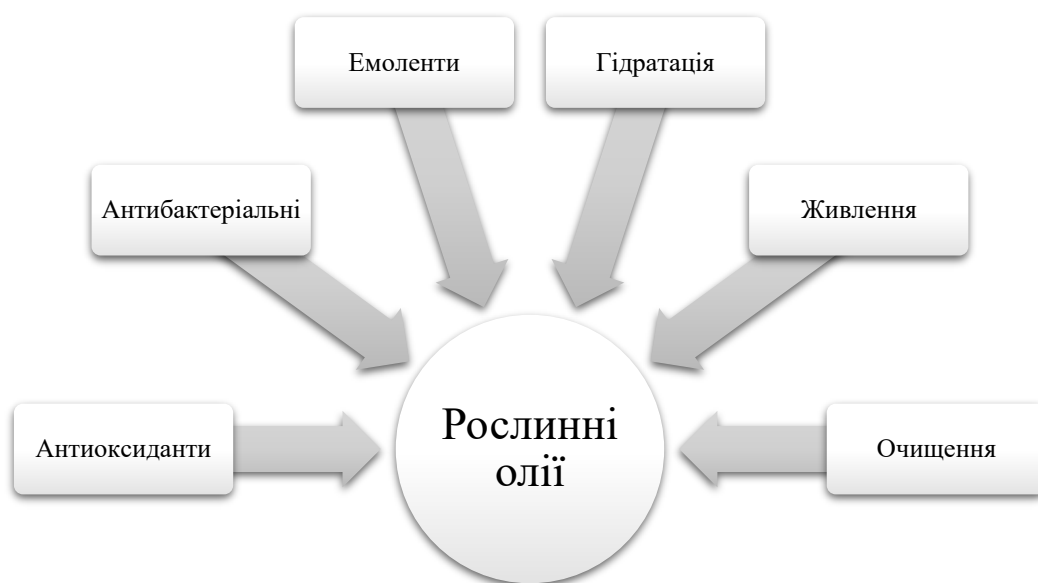 Емоленти
Гідратація
Антибактеріальні
Живлення
Антиоксиданти
Рослинні
олії
Очищення